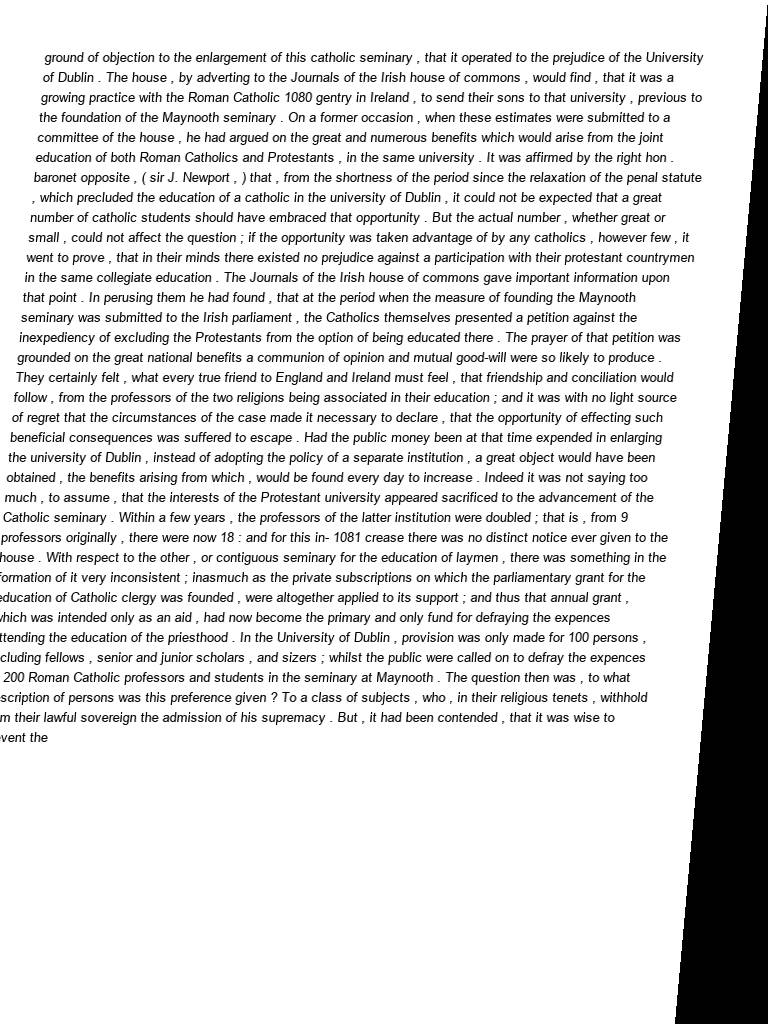 ground of objection to the enlargement of this catholic seminary , that it operated to the prejudice of the University
of Dublin . The house , by adverting to the Journals of the Irish house of commons , would find , that it was a
growing practice with the Roman Catholic 1080 gentry in Ireland , to send their sons to that university , previous to
the foundation of the Maynooth seminary . On a former occasion , when these estimates were submitted to a
committee of the house , he had argued on the great and numerous benefits which would arise from the joint
education of both Roman Catholics and Protestants , in the same university . It was affirmed by the right hon .
baronet opposite , ( sir J. Newport , ) that , from the shortness of the period since the relaxation of the penal statute
, which precluded the education of a catholic in the university of Dublin , it could not be expected that a great
number of catholic students should have embraced that opportunity . But the actual number , whether great or
small , could not affect the question ; if the opportunity was taken advantage of by any catholics , however few , it
went to prove , that in their minds there existed no prejudice against a participation with their protestant countrymen
in the same collegiate education . The Journals of the Irish house of commons gave important information upon
that point . In perusing them he had found , that at the period when the measure of founding the Maynooth
seminary was submitted to the Irish parliament , the Catholics themselves presented a petition against the
inexpediency of excluding the Protestants from the option of being educated there . The prayer of that petition was
grounded on the great national benefits a communion of opinion and mutual good-will were so likely to produce .
They certainly felt , what every true friend to England and Ireland must feel , that friendship and conciliation would
follow , from the professors of the two religions being associated in their education ; and it was with no light source
of regret that the circumstances of the case made it necessary to declare , that the opportunity of effecting such
beneficial consequences was suffered to escape . Had the public money been at that time expended in enlarging
the university of Dublin , instead of adopting the policy of a separate institution , a great object would have been
obtained , the benefits arising from which , would be found every day to increase . Indeed it was not saying too
much , to assume , that the interests of the Protestant university appeared sacrificed to the advancement of the
Catholic seminary . Within a few years , the professors of the latter institution were doubled ; that is , from 9
professors originally , there were now 18 : and for this in- 1081 crease there was no distinct notice ever given to the
house . With respect to the other , or contiguous seminary for the education of laymen , there was something in the
formation of it very inconsistent ; inasmuch as the private subscriptions on which the parliamentary grant for the
education of Catholic clergy was founded , were altogether applied to its support ; and thus that annual grant ,
which was intended only as an aid , had now become the primary and only fund for defraying the expences
ttending the education of the priesthood . In the University of Dublin , provision was only made for 100 persons ,
cluding fellows , senior and junior scholars , and sizers ; whilst the public were called on to defray the expences
200 Roman Catholic professors and students in the seminary at Maynooth . The question then was , to what
scription of persons was this preference given ? To a class of subjects , who , in their religious tenets , withhold
m their lawful sovereign the admission of his supremacy . But , it had been contended , that it was wise to
event the